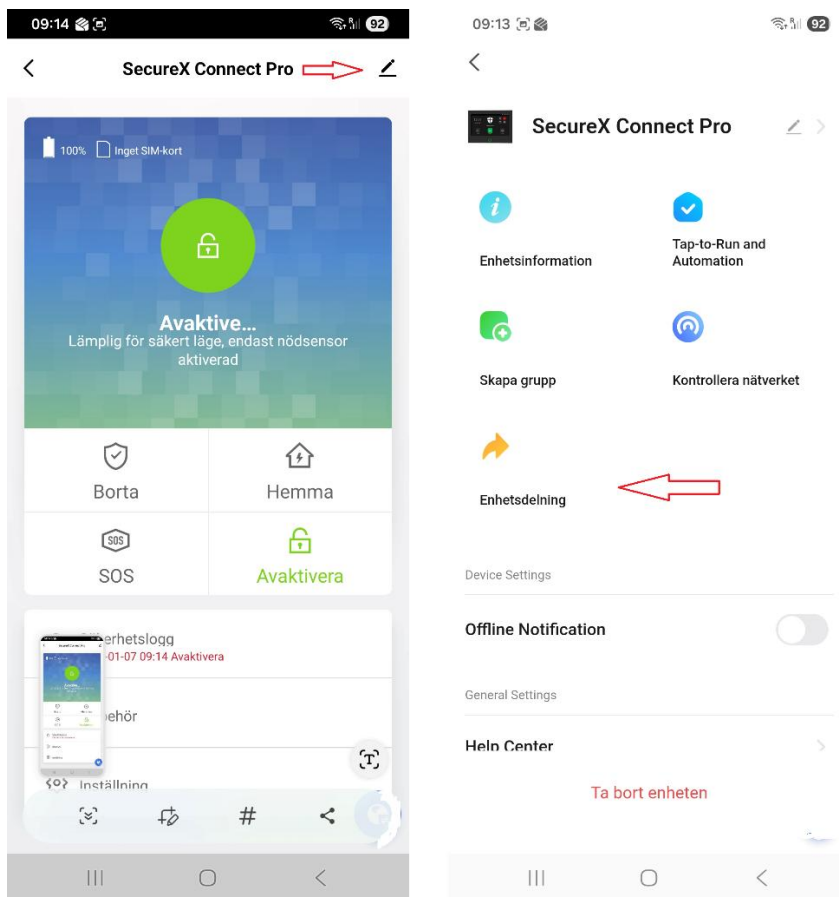 09:14
92
SecureX Connect Pro
100%
Inget SIM-kort
Avaktive...
Lämplig för säkert läge, endast nödsensor
aktiverad
Borta
Hemma
SOS
SOS
Avaktivera
erhetslogg
-01-07 09:14 Avaktivera
ehör
Inställning
T
#
09:13
92
SecureX Connect Pro
Enhetsinformation
Tap-to-Run and
Automation
Skapa grupp
Kontrollera nätverket
Enhetsdelning
Device Settings
Offline Notification
General Settings
Help Center
Ta bort enheten